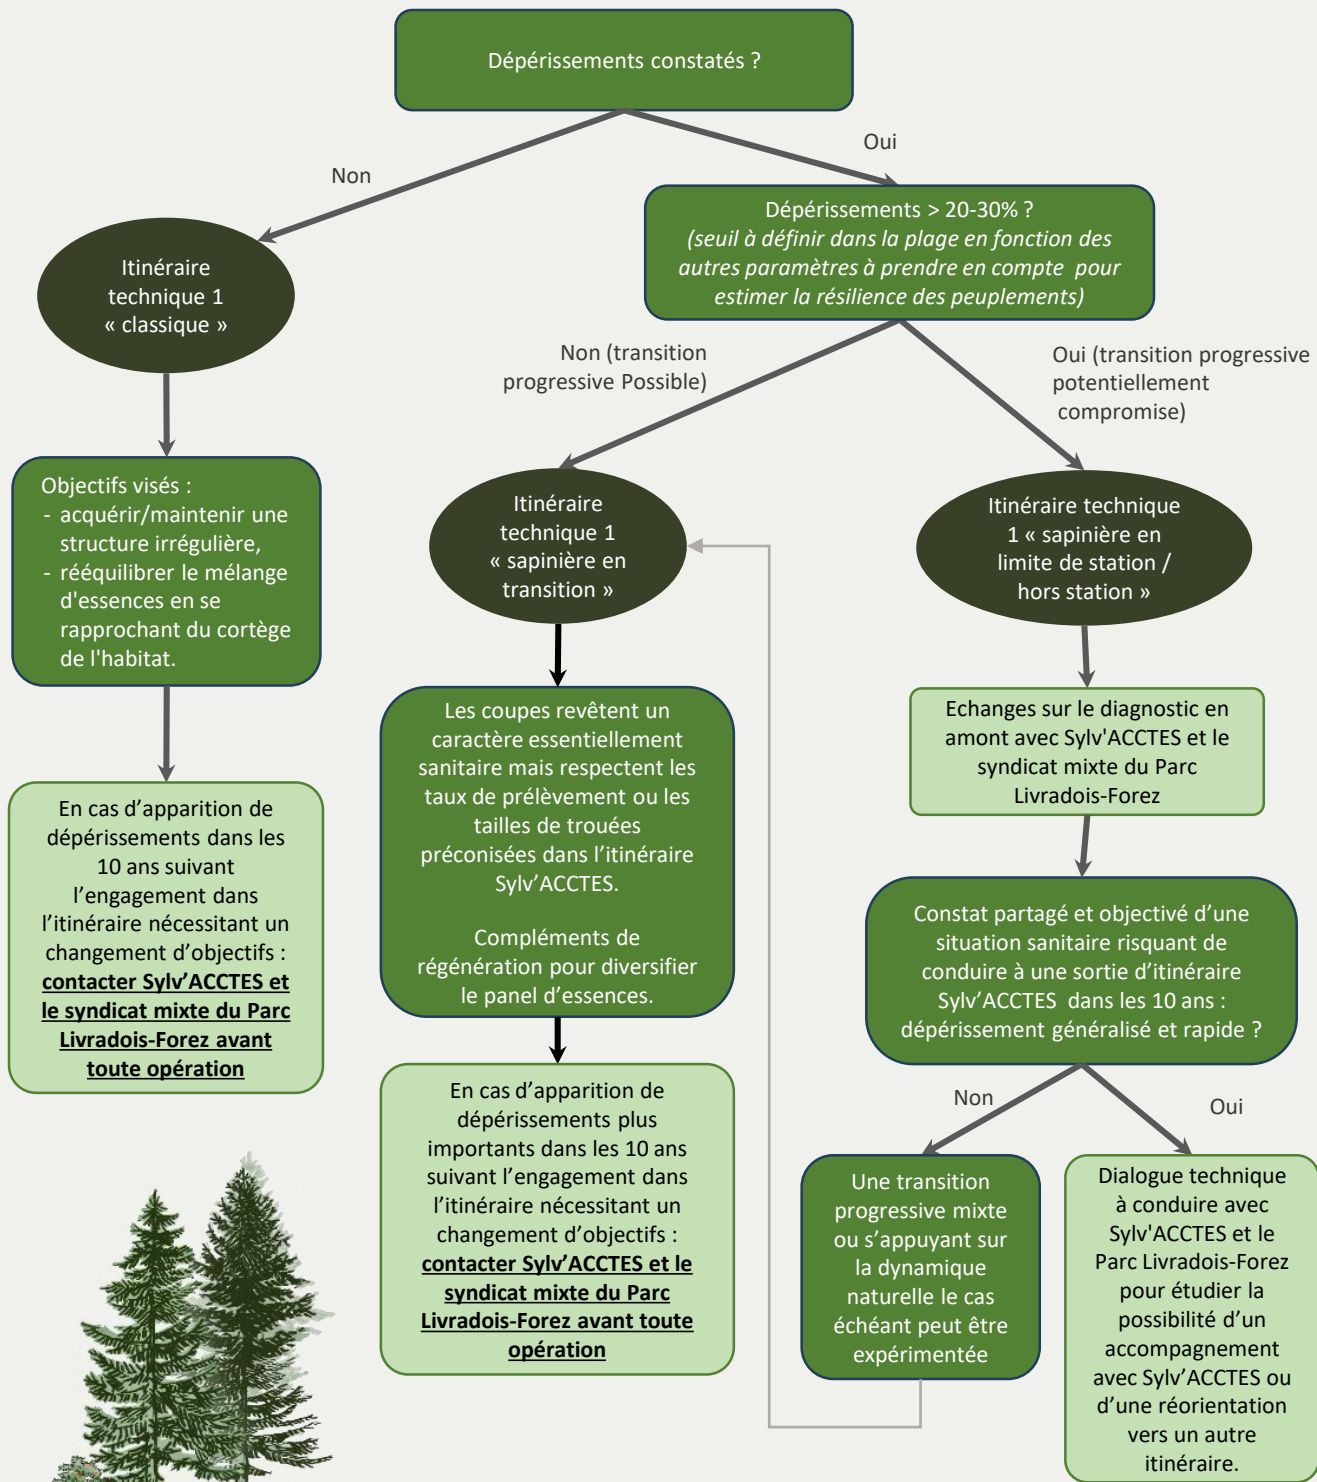 Dépérissements constatés ?
Non
Oui
Dépérissements > 20-30% ?
(seuil à définir dans la plage en fonction des
autres paramètres à prendre en compte pour
estimer la résilience des peuplements)
Itinéraire
technique 1
« classique »
Non (transition
progressive Possible)
Oui (transition progressive
potentiellement
compromise)
Objectifs visés :
- acquérir/maintenir une
structure irrégulière,
- rééquilibrer le mélange
d'essences en se
rapprochant du cortège
de l'habitat.
Itinéraire
technique 1
« sapinière en
transition »
Itinéraire technique
1 « sapinière en
limite de station /
hors station »
En cas d’apparition de
dépérissements dans les
10 ans suivant
l’engagement dans
l’itinéraire nécessitant un
changement d’objectifs :
contacter Sylv’ACCTES et
le syndicat mixte du Parc
Livradois-Forez avant
toute opération
Les coupes revêtent un
caractère essentiellement
sanitaire mais respectent les
taux de prélèvement ou les
tailles de trouées
préconisées dans l’itinéraire
Sylv’ACCTES.
Compléments de
régénération pour diversifier
le panel d’essences.
En cas d’apparition de
dépérissements plus
importants dans les 10 ans
suivant l’engagement dans
l’itinéraire nécessitant un
changement d’objectifs :
contacter Sylv’ACCTES et le
syndicat mixte du Parc
Livradois-Forez avant toute
opération
Echanges sur le diagnostic en
amont avec Sylv'ACCTES et le
syndicat mixte du Parc
Livradois-Forez
Constat partagé et objectivé d’une
situation sanitaire risquant de
conduire à une sortie d’itinéraire
Sylv’ACCTES dans les 10 ans :
dépérissement généralisé et rapide ?
Non
Oui
Une transition
progressive mixte
ou s’appuyant sur
la dynamique
naturelle le cas
échéant peut être
expérimentée
Dialogue technique
à conduire avec
Sylv'ACCTES et le
Parc Livradois-Forez
pour étudier la
possibilité d’un
accompagnement
avec Sylv’ACCTES ou
d’une réorientation
vers un autre
itinéraire.